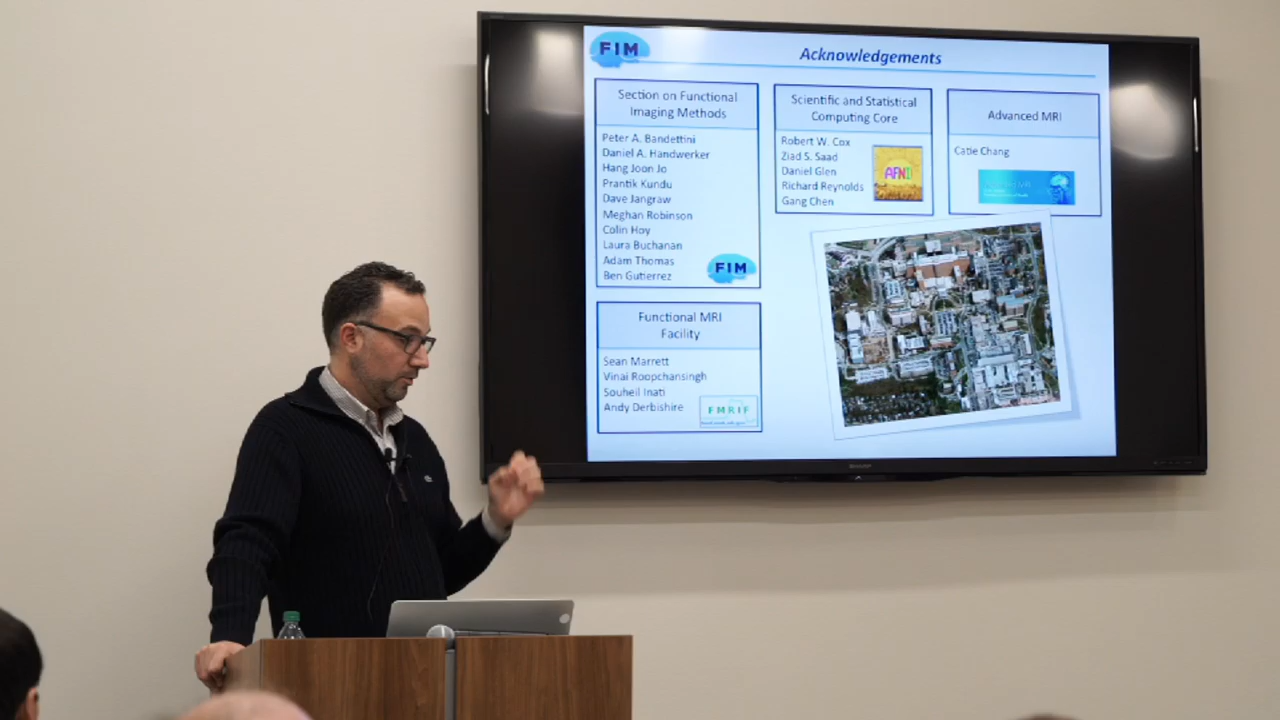 FIM
Acknowledgements
Section on Functional
Imaging Methods
Peter A. Bandettini
Daniel A. Handwerker
Hang Joon Jo
Prantik Kundu
Dave Jangraw
Meghan Robinson
Colin Hoy
Laura Buchanan
Adam Thomas
Ben Gutierrez
FIM
Scientific and Statistical
Computing Core
Robert W. Cox
Ziad S. Saad
Daniel Glen
Richard Reynolds
Gang Chen
AFNI
Advanced MRI
Catie Chang
Functional MRI
Facility
Sean Marrett
Vinai Roopchansingh
Souheil Inati
Andy Derbishire
FMRIF
SHARP